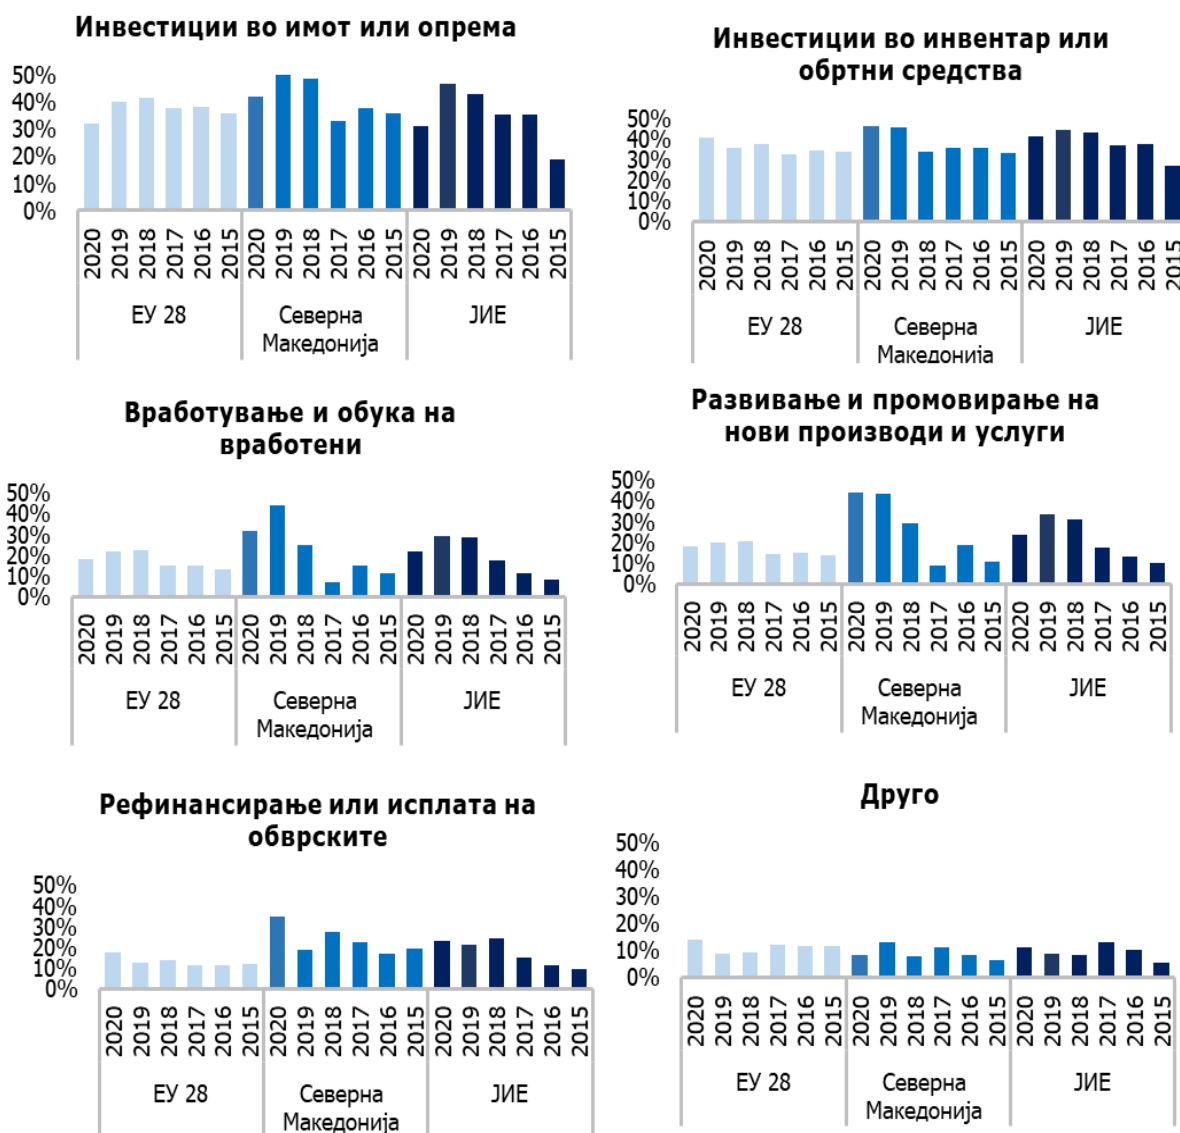 Инвестиции во имот или опрема
50%
40%
30%
20%
10%
0%
2020 2019 2018 2017 2016 2015 2020 2019 2018 2017 2016 2015 2020 2019 2018 2017 2016 2015
ЕУ 28
Северна
Македонија
ЈИЕ
Инвестиции во инвентар или
обртни средства
50%
40%
30%
20%
10%
0%
2020 2019 2018 2017 2016 2015 2020 2019 2018 2017 2016 2015 2020 2019 2018 2017 2016 2015
ЕУ 28
Северна
Македонија
ЈИЕ
Вработување и обука на
вработени
50%
40%
30%
20%
10%
0%
2020 2019 2018 2017 2016 2015 2020 2019 2018 2017 2016 2015 2020 2019 2018 2017 2016 2015
ЕУ 28
Северна
Македонија
ЈИЕ
Развивање и промовирање на
нови производи и услуги
50%
40%
30%
20%
10%
0%
2020 2019 2018 2017 2016 2015 2020 2019 2018 2017 2016 2015 2020 2019 2018 2017 2016 2015
ЕУ 28
Северна
Македонија
ЈИЕ
Рефинансирање или исплата на
обврските
50%
40%
30%
20%
10%
0%
2020 2019 2018 2017 2016 2015 2020 2019 2018 2017 2016 2015 2020 2019 2018 2017 2016 2015
ЕУ 28
Северна
Македонија
ЈИЕ
Друго
50%
40%
30%
20%
10%
0%
2020 2019 2018 2017 2016 2015 2020 2019 2018 2017 2016 2015 2020 2019 2018 2017 2016 2015
ЕУ 28
Северна
Македонија
ЈИЕ